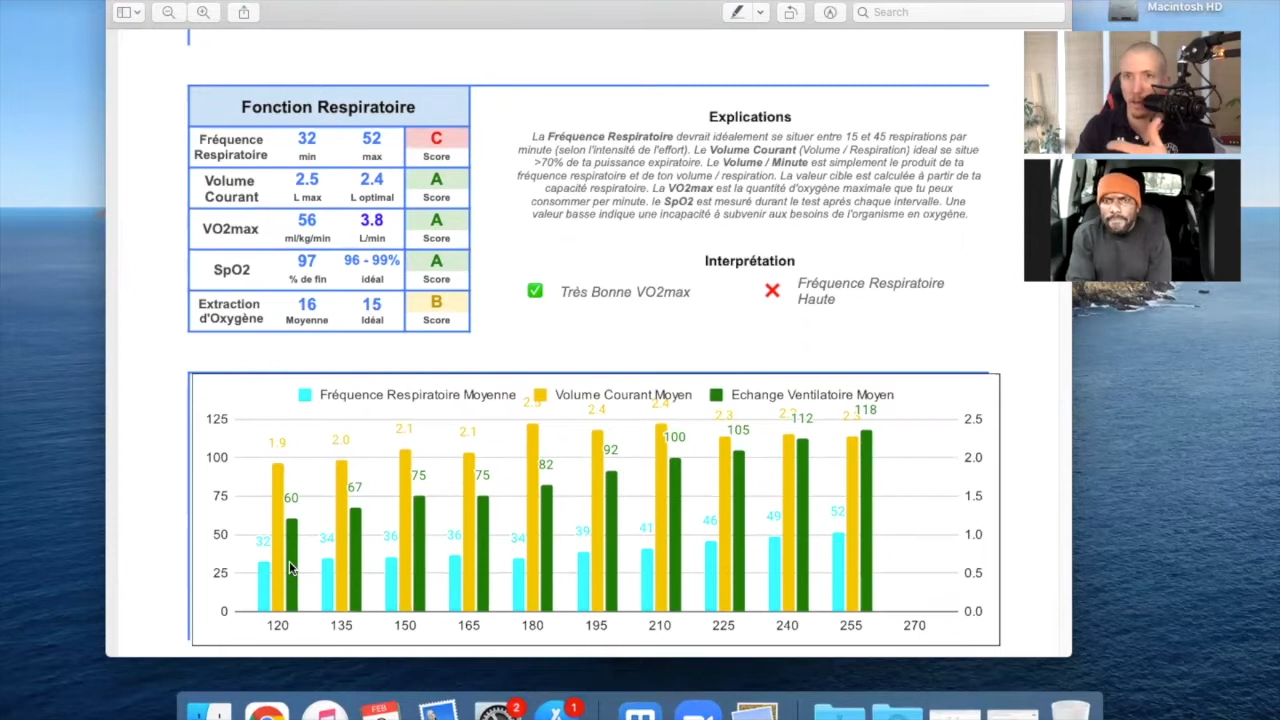 Search
Macintosh HD
Fonction Respiratoire
Fréquence Respiratoire 32 min 52 max C Score
Volume Courant 2.5 L max 2.4 L optimal A Score
VO2max 56 ml/kg/min 3.8 L/min A Score
SpO2 97 % de fin 96 - 99% idéal A Score
Extraction d'Oxygène 16 Moyenne 15 Idéal B Score
Explications
La Fréquence Respiratoire devrait idéalement se situer entre 15 et 45 respirations par
minute (selon l'intensité de l'effort). Le Volume Courant (Volume / Respiration) ideal se situe
>70% de ta puissance expiratoire. Le Volume / Minute est simplement le produit de ta
fréquence respiratoire et de ton volume / respiration. La valeur cible est calculée à partir de ta
capacité respiratoire. La VO2max est la quantité d'oxygène maximale que tu peux
consommer par minute. le SpO2 est mesuré durant le test après chaque intervalle. Une
valeur basse indique une incapacité à subvenir aux besoins de l'organisme en oxygène.
Interprétation
Très Bonne VO2max
Fréquence Respiratoire
Haute
Fréquence Respiratoire Moyenne Volume Courant Moyen Echange Ventilatoire Moyen
125 100 75 50 25 0
2.5 2.0 1.5 1.0 0.5 0.0
32 1.9 60
34 2.0 67
36 2.1 75
36 2.1 75
34 2.5 82
39 2.4 92
41 2.4 100
46 2.3 105
49 2.3 112
52 2.3 118
120 135 150 165 180 195 210 225 240 255 270
FEB
2
1